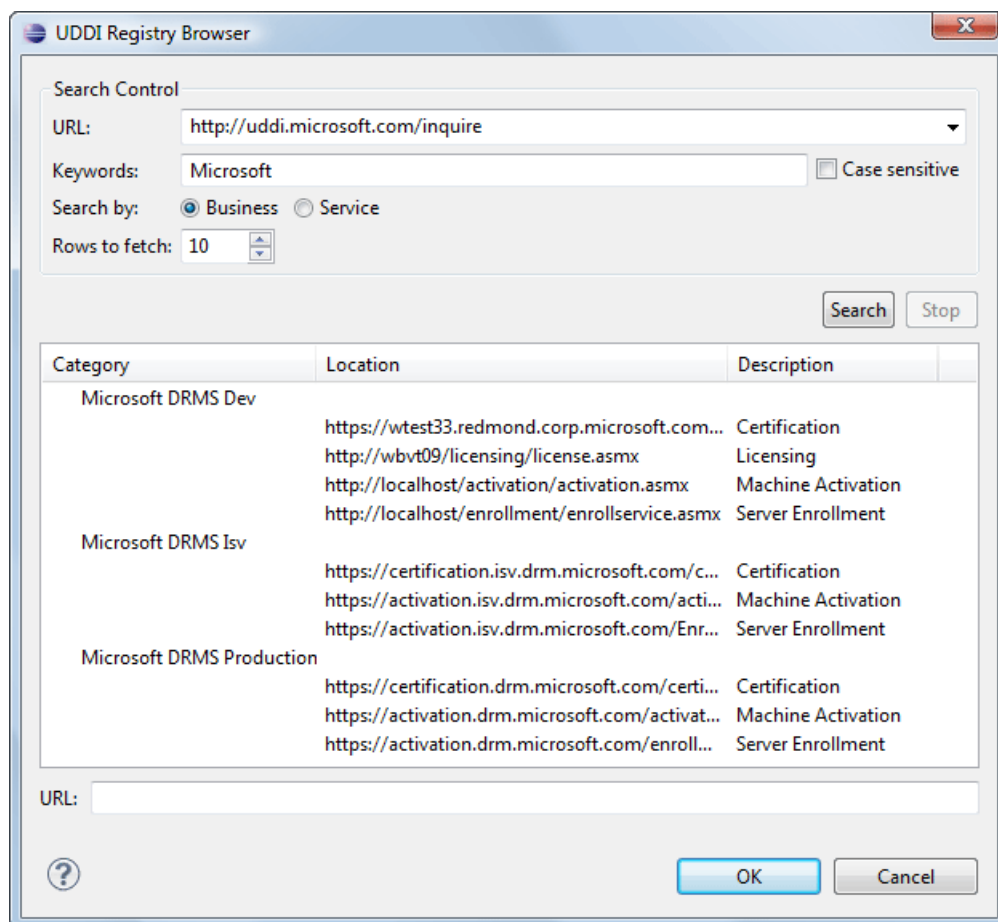 UDDI Registry Browser
Search Control
URL: http://uddi.microsoft.com/inquire
Keywords: Microsoft Case sensitive
Search by: Business Service
Rows to fetch: 10
Search Stop
Category Location Description
Microsoft DRMS Dev
https://wtest33.redmond.corp.microsoft.com... Certification
http://wbvt09/licensing/license.asmx Licensing
http://localhost/activation/activation.asmx Machine Activation
http://localhost/enrollment/enrollservice.asmx Server Enrollment
Microsoft DRMS Isv
https://certification.isv.drm.microsoft.com/c... Certification
https://activation.isv.drm.microsoft.com/acti... Machine Activation
https://activation.isv.drm.microsoft.com/Enr... Server Enrollment
Microsoft DRMS Production
https://certification.drm.microsoft.com/certi... Certification
https://activation.drm.microsoft.com/activat... Machine Activation
https://activation.drm.microsoft.com/enroll... Server Enrollment
URL:
? OK Cancel